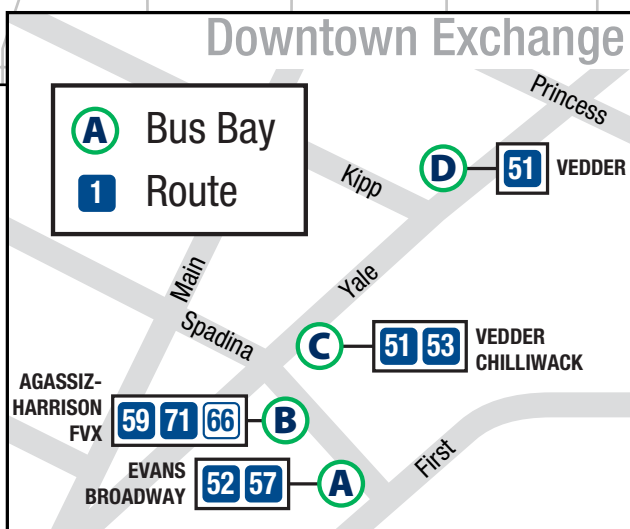 Downtown Exchange
A Bus Bay
1 Route
Princess
Kipp
D 51 VEDDER
Yale
Main
Spadina
C 51 53 VEDDER
CHILLIWACK
AGASSIZ-
HARRISON
FVX
59 71 66 B
EVANS
BROADWAY
52 57 A
First